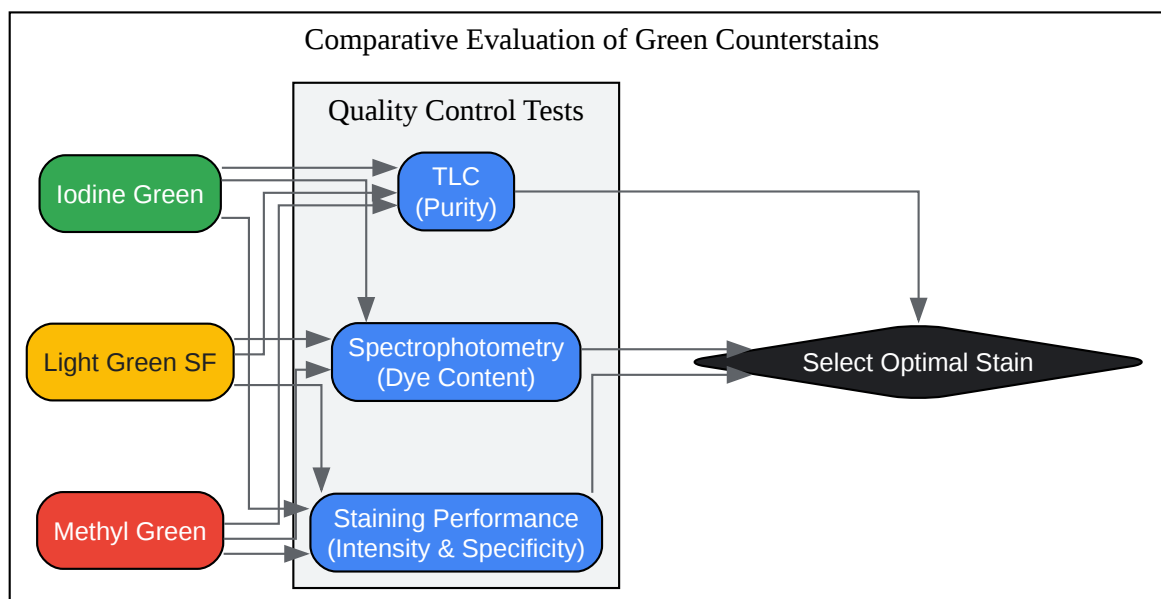 Comparative Evaluation of Green Counterstains
Quality Control Tests
Iodine Green
TLC
(Purity)
Light Green SF
Spectrophotometry
(Dye Content)
Select Optimal Stain
Methyl Green
Staining Performance
(Intensity & Specificity)